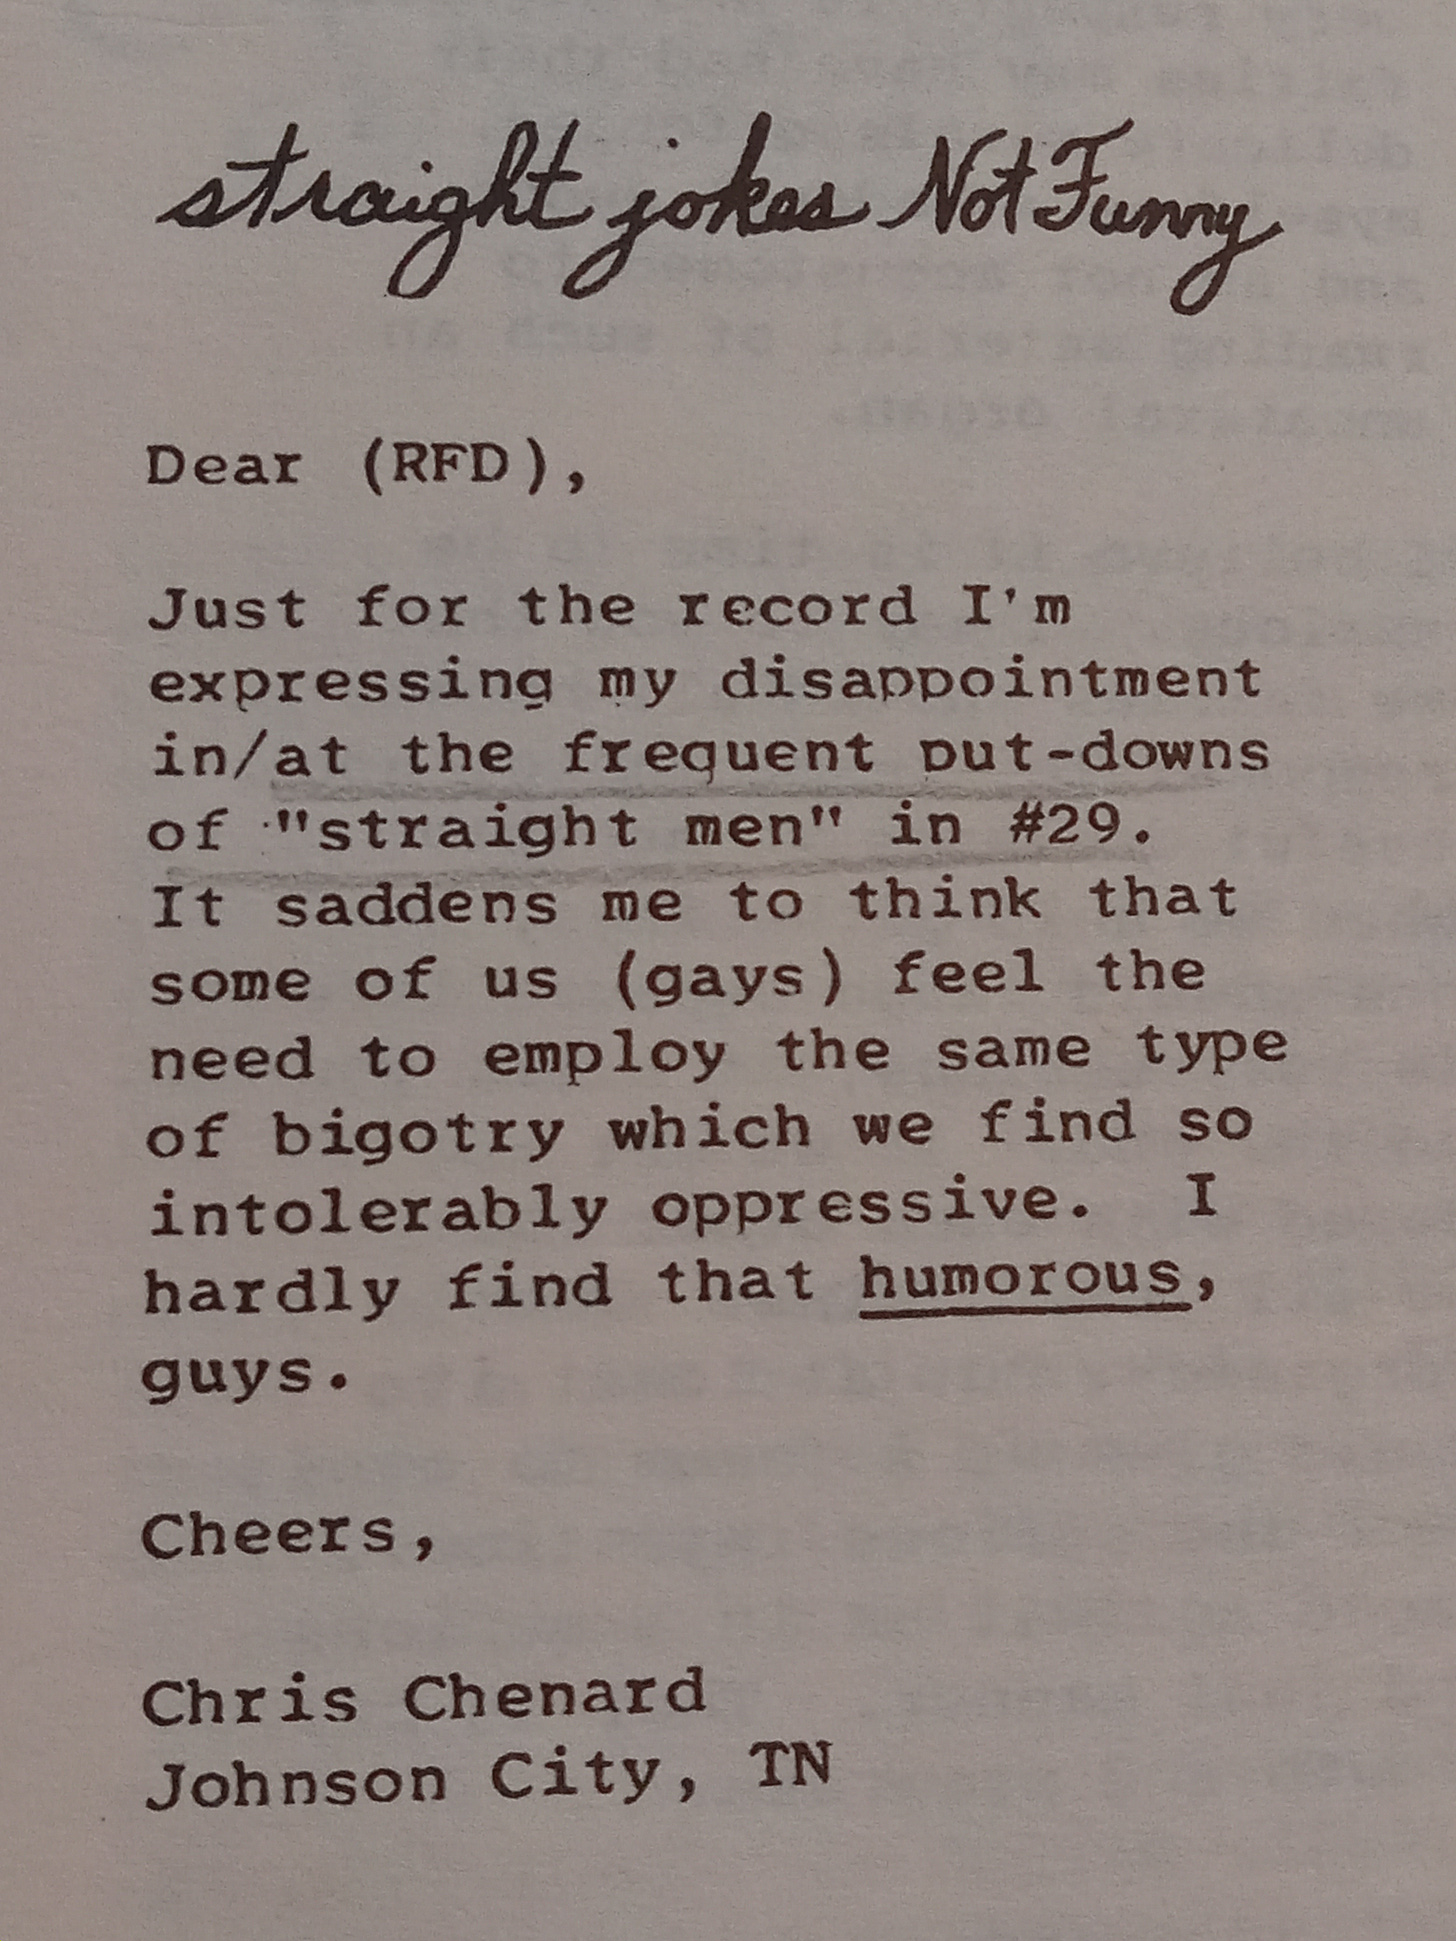 straight jokes Not Funny
Dear (RFD),
Just for the record I'm
expressing my disappointment
in/at the frequent put-downs
of "straight men" in #29.
It saddens me to think that
some of us (gays) feel the
need to employ the same type
of bigotry which we find so
intolerably oppressive.  I
hardly find that humorous,
guys.
Cheers,
Chris Chenard
Johnson City, TN